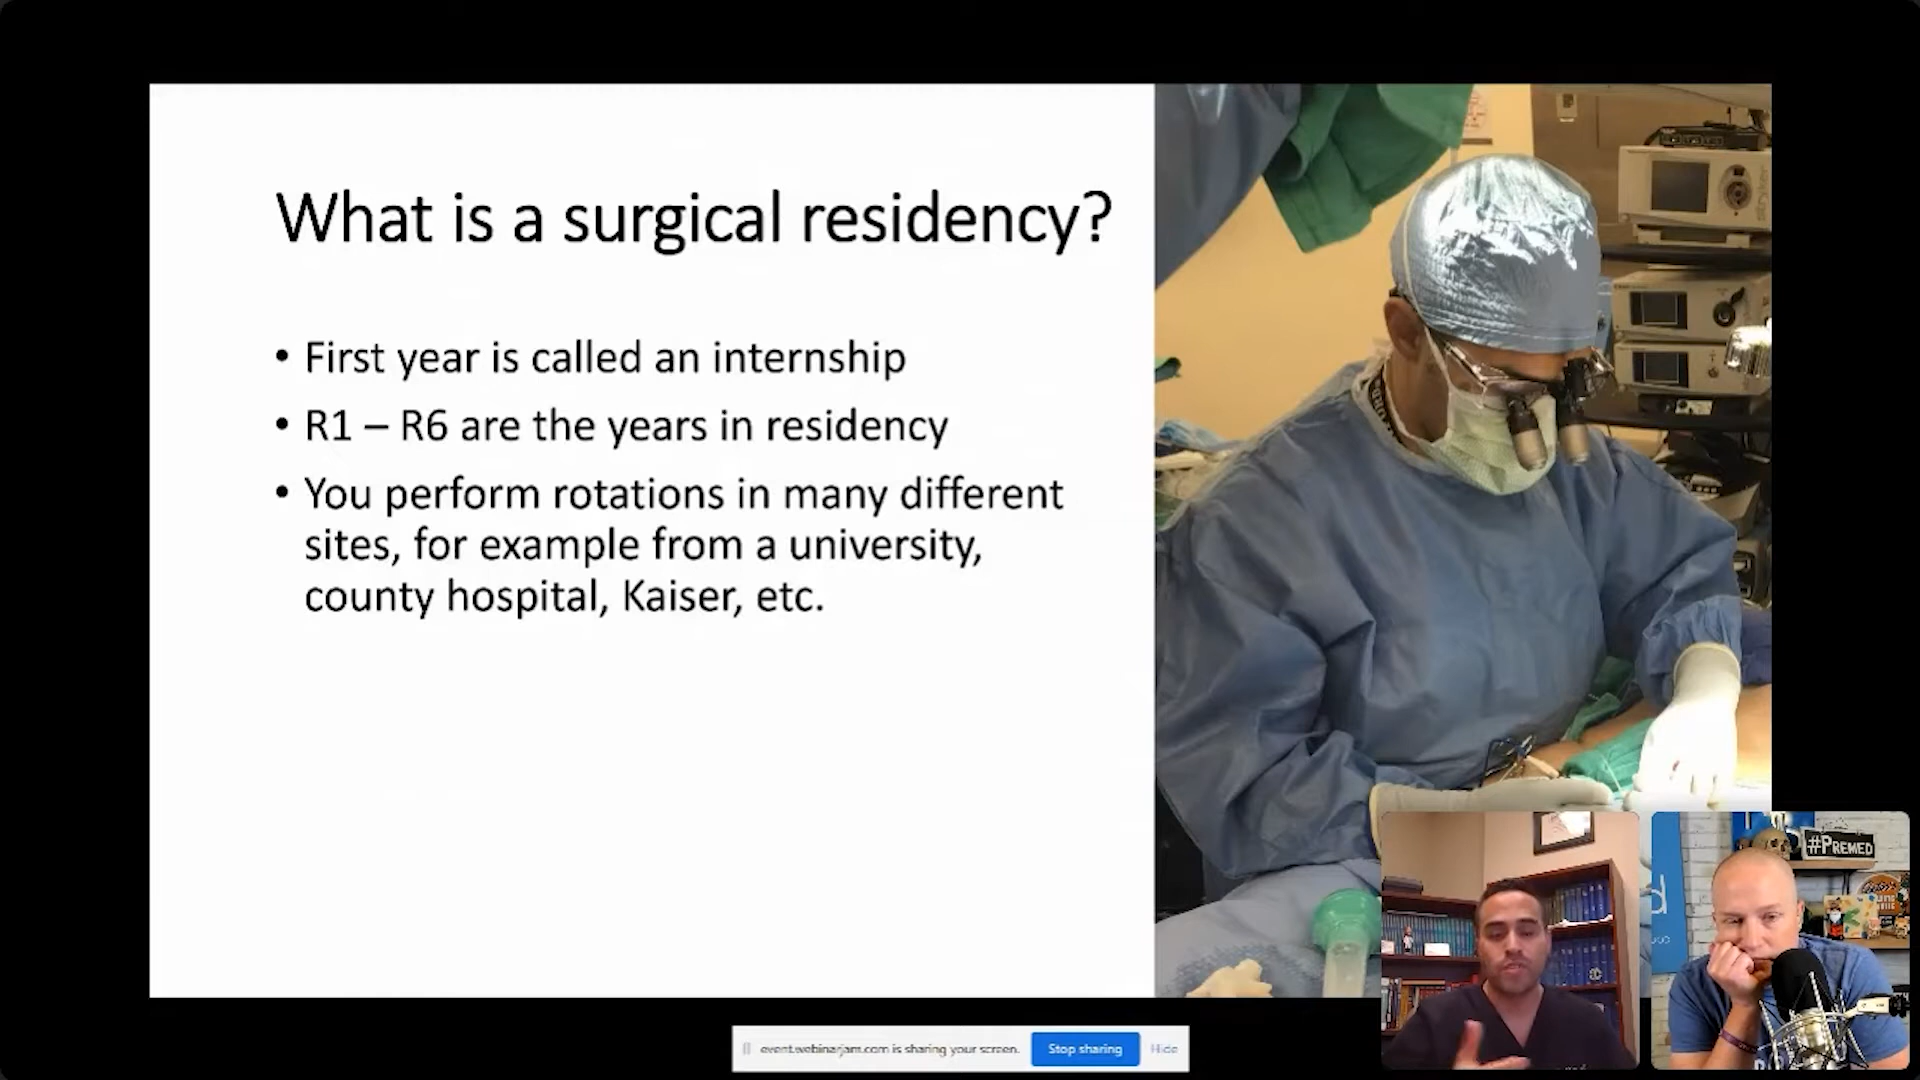 What is a surgical residency?
• First year is called an internship
• R1 – R6 are the years in residency
• You perform rotations in many different
sites, for example from a university,
county hospital, Kaiser, etc.
stryker
#PREMED
d
event.webinarjam.com is sharing your screen.
Stop sharing
Hide